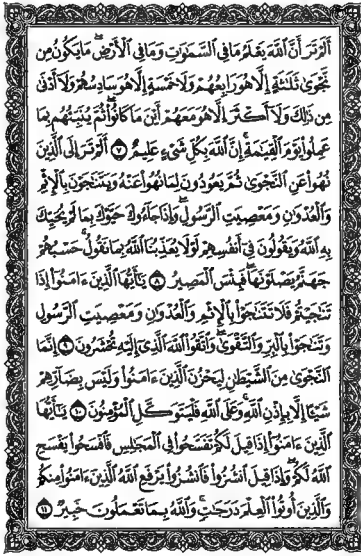 أَلَمْ تَرَ أَنَّ ٱللَّهَ يَعْلَمُ مَا فِى ٱلسَّمَٰوَٰتِ وَمَا فِى ٱلْأَرْضِ ۖ مَا يَكُونُ مِن
نَّجْوَىٰ ثَلَٰثَةٍ إِلَّا هُوَ رَابِعُهُمْ وَلَا خَمْسَةٍ إِلَّا هُوَ سَادِسُهُمْ وَلَآ أَدْنَىٰ
مِن ذَٰلِكَ وَلَآ أَكْثَرَ إِلَّا هُوَ مَعَهُمْ أَيْنَ مَا كَانُوا۟ ۖ ثُمَّ يُنَبِّئُهُم بِمَا
عَمِلُوا۟ يَوْمَ ٱلْقِيَٰمَةِ ۚ إِنَّ ٱللَّهَ بِكُلِّ شَىْءٍ عَلِيمٌ ٧ أَلَمْ تَرَ إِلَى ٱلَّذِينَ
نُهُوا۟ عَنِ ٱلنَّجْوَىٰ ثُمَّ يَعُودُونَ لِمَا نُهُوا۟ عَنْهُ وَيَتَنَٰجَوْنَ بِٱلْإِثْمِ
وَٱلْعُدْوَٰنِ وَمَعْصِيَتِ ٱلرَّسُولِ وَإِذَا جَآءُوكَ حَيَّوْكَ بِمَا لَمْ يُحَيِّكَ
بِهِ ٱللَّهُ وَيَقُولُونَ فِىٓ أَنفُسِهِمْ لَوْلَا يُعَذِّبُنَا ٱللَّهُ بِمَا نَقُولُ ۚ حَسْبُهُمْ
جَهَنَّمُ يَصْلَوْنَهَا ۖ فَبِئْسَ ٱلْمَصِيرُ ٨ يَٰٓأَيُّهَا ٱلَّذِينَ ءَامَنُوٓا۟ إِذَا
تَنَٰجَيْتُمْ فَلَا تَتَنَٰجَوْا۟ بِٱلْإِثْمِ وَٱلْعُدْوَٰنِ وَمَعْصِيَتِ ٱلرَّسُولِ
وَتَنَٰجَوْا۟ بِٱلْبِرِّ وَٱلتَّقْوَىٰ ۖ وَٱتَّقُوا۟ ٱللَّهَ ٱلَّذِىٓ إِلَيْهِ تُحْشَرُونَ ٩ إِنَّمَا
ٱلنَّجْوَىٰ مِنَ ٱلشَّيْطَٰنِ لِيَحْزُنَ ٱلَّذِينَ ءَامَنُوا۟ وَلَيْسَ بِضَآرِّهِمْ
شَيْـًٔا إِلَّا بِإِذْنِ ٱللَّهِ ۚ وَعَلَى ٱللَّهِ فَلْيَتَوَكَّلِ ٱلْمُؤْمِنُونَ ١٠ يَٰٓأَيُّهَا
ٱلَّذِينَ ءَامَنُوٓا۟ إِذَا قِيلَ لَكُمْ تَفَسَّحُوا۟ فِى ٱلْمَجَٰلِسِ فَٱفْسَحُوا۟ يَفْسَحِ
ٱللَّهُ لَكُمْ ۖ وَإِذَا قِيلَ ٱنشُزُوا۟ فَٱنشُزُوا۟ يَرْفَعِ ٱللَّهُ ٱلَّذِينَ ءَامَنُوا۟ مِنكُمْ
وَٱلَّذِينَ أُوتُوا۟ ٱلْعِلْمَ دَرَجَٰتٍ ۚ وَٱللَّهُ بِمَا تَعْمَلُونَ خَبِيرٌ ١١